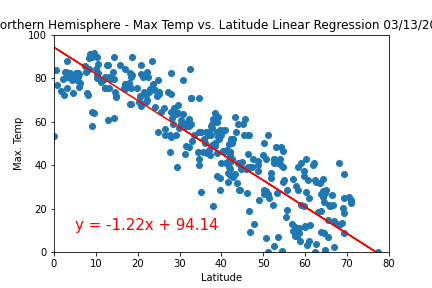 orthern Hemisphere - Max Temp vs. Latitude Linear Regression 03/13/20
100
80
60
40
20
0
Max. Temp
y = -1.22x + 94.14
0 10 20 30 40 50 60 70 80
Latitude